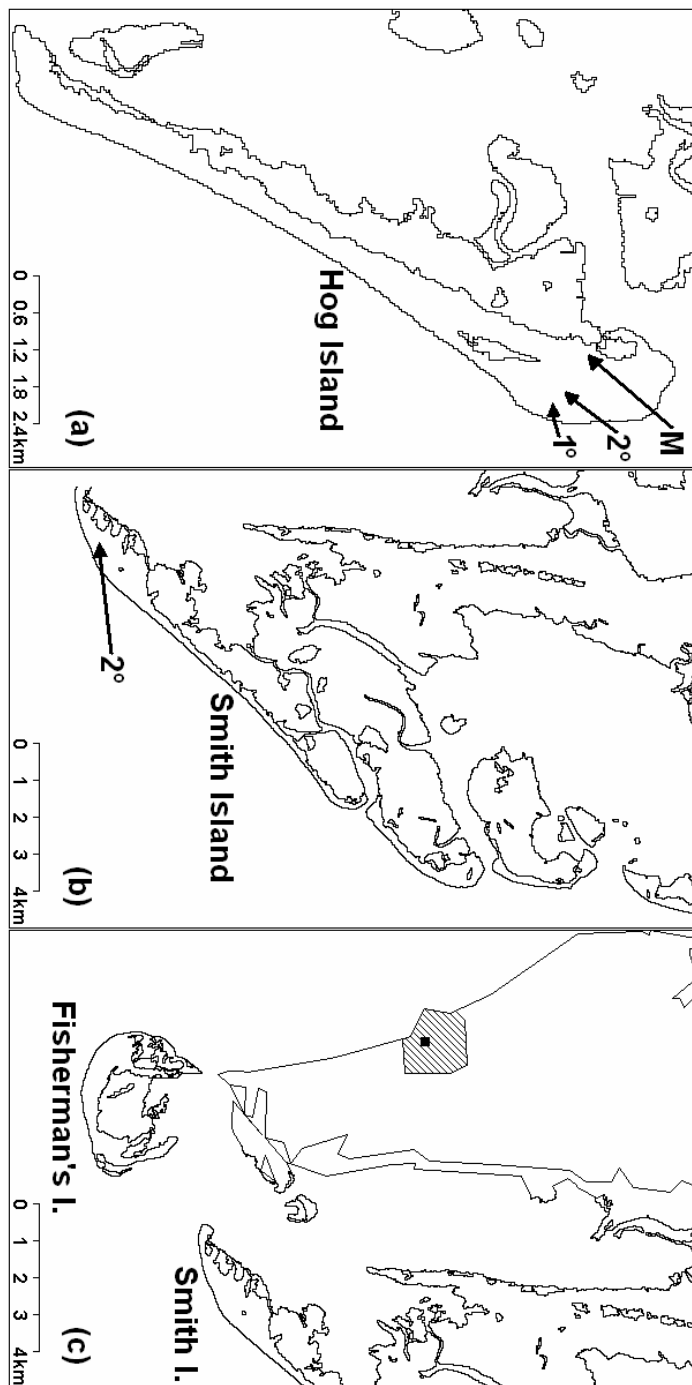 M
2°
1°
Hog Island
0 0.6 1.2 1.8 2.4km
(a)
2°
Smith Island
0 1 2 3 4km
(b)
Fisherman's I.
Smith I.
0 1 2 3 4km
(c)